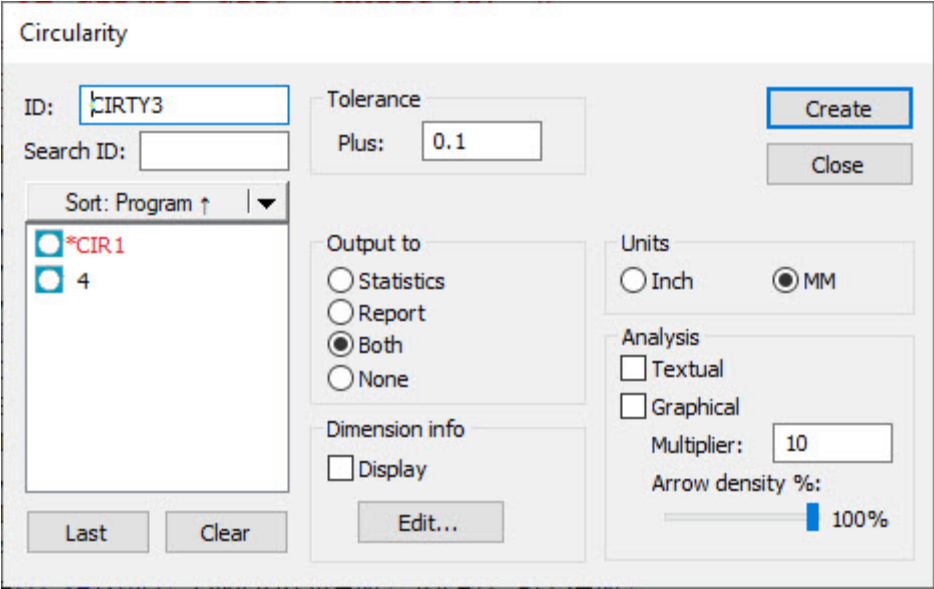 Circularity
ID:
CIRTY3
Search ID:
Sort: Program ↑
*CIR1
4
Last
Clear
Tolerance
Plus:
0.1
Output to
Statistics
Report
Both
None
Dimension info
Display
Edit...
Create
Close
Units
Inch
MM
Analysis
Textual
Graphical
Multiplier:
10
Arrow density %:
100%